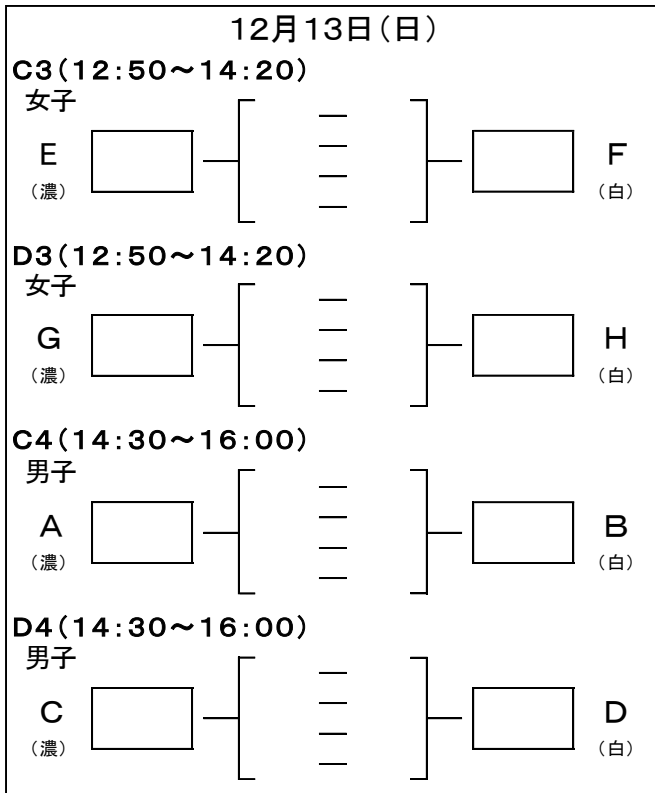 12月13日(日)
C3(12:50～14:20)
女子
E F
(濃) (白)
D3(12:50～14:20)
女子
G H
(濃) (白)
C4(14:30～16:00)
男子
A B
(濃) (白)
D4(14:30～16:00)
男子
C D
(濃) (白)